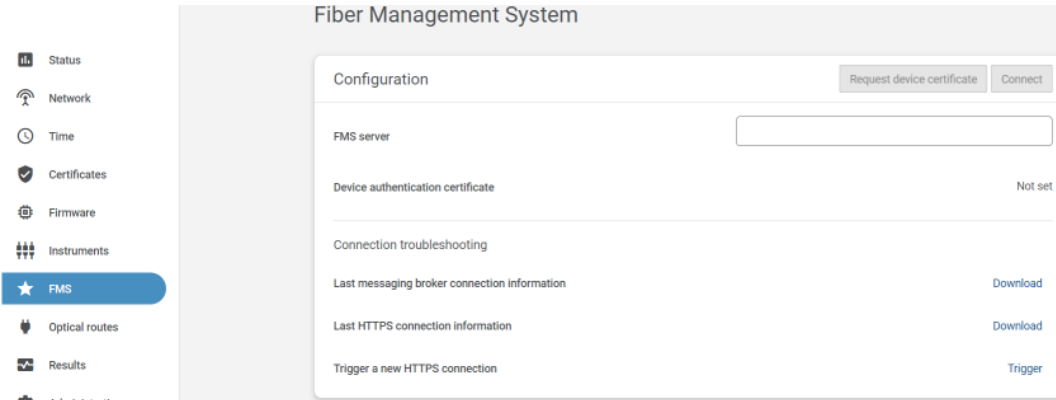 Fiber Management System
Status
Network
Time
Certificates
Firmware
Instruments
FMS
Optical routes
Results
Configuration
Request device certificate
Connect
FMS server
Device authentication certificate
Not set
Connection troubleshooting
Last messaging broker connection information
Download
Last HTTPS connection information
Download
Trigger a new HTTPS connection
Trigger